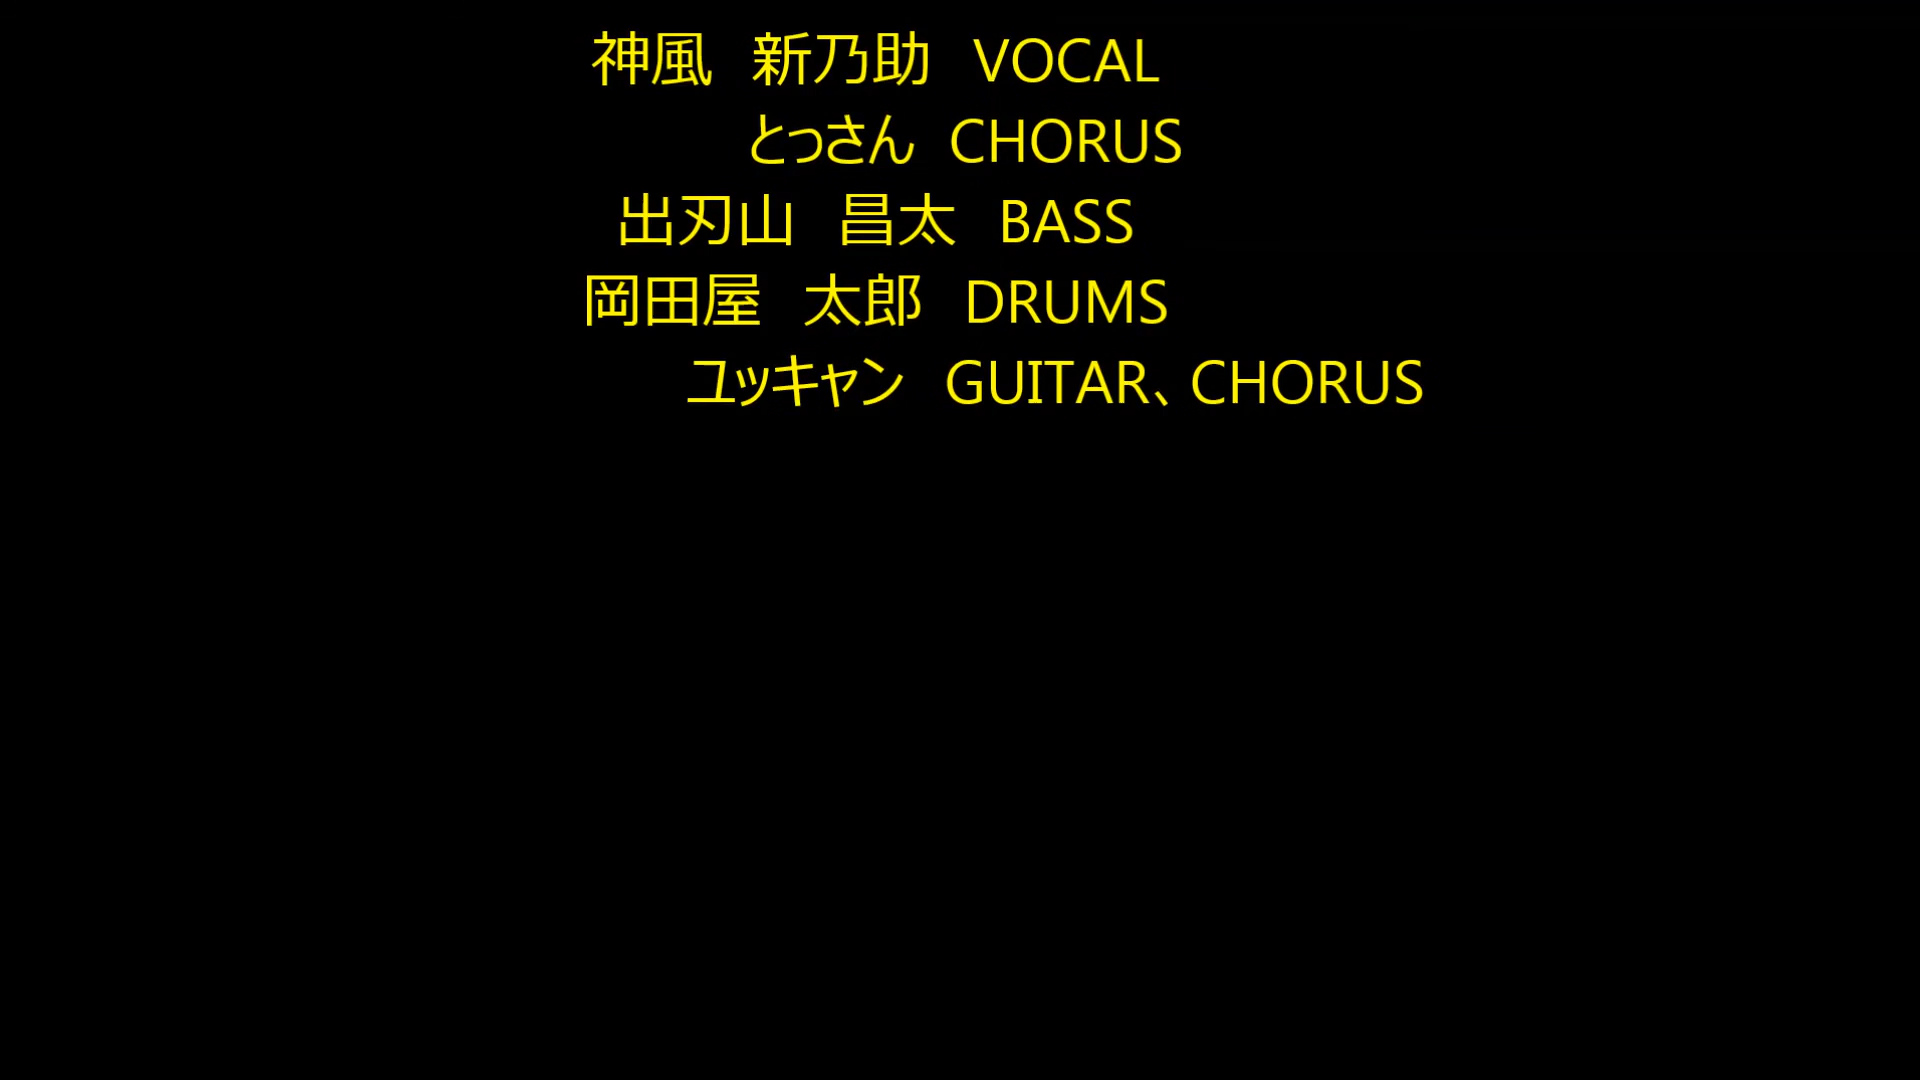 神風　新乃助　VOCAL
とっさん　CHORUS
出刃山　昌太　BASS
岡田屋　太郎　DRUMS
ユッキャン　GUITAR、CHORUS